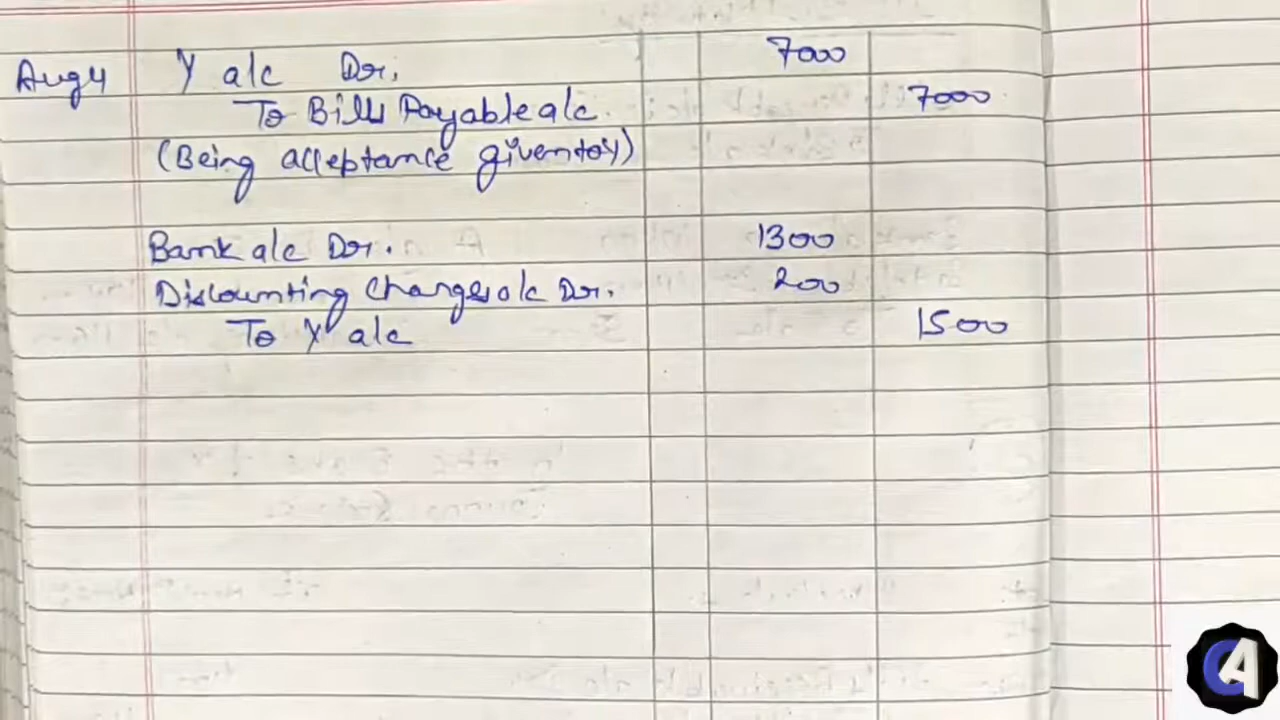 Aug 4 Y a/c Dr. 7000
To Bills Payable a/c. 7000
(Being acceptance given to Y)
Bank a/c Dr. 1300
Discounting Charges a/c Dr. 200
To Y a/c 1500
CA